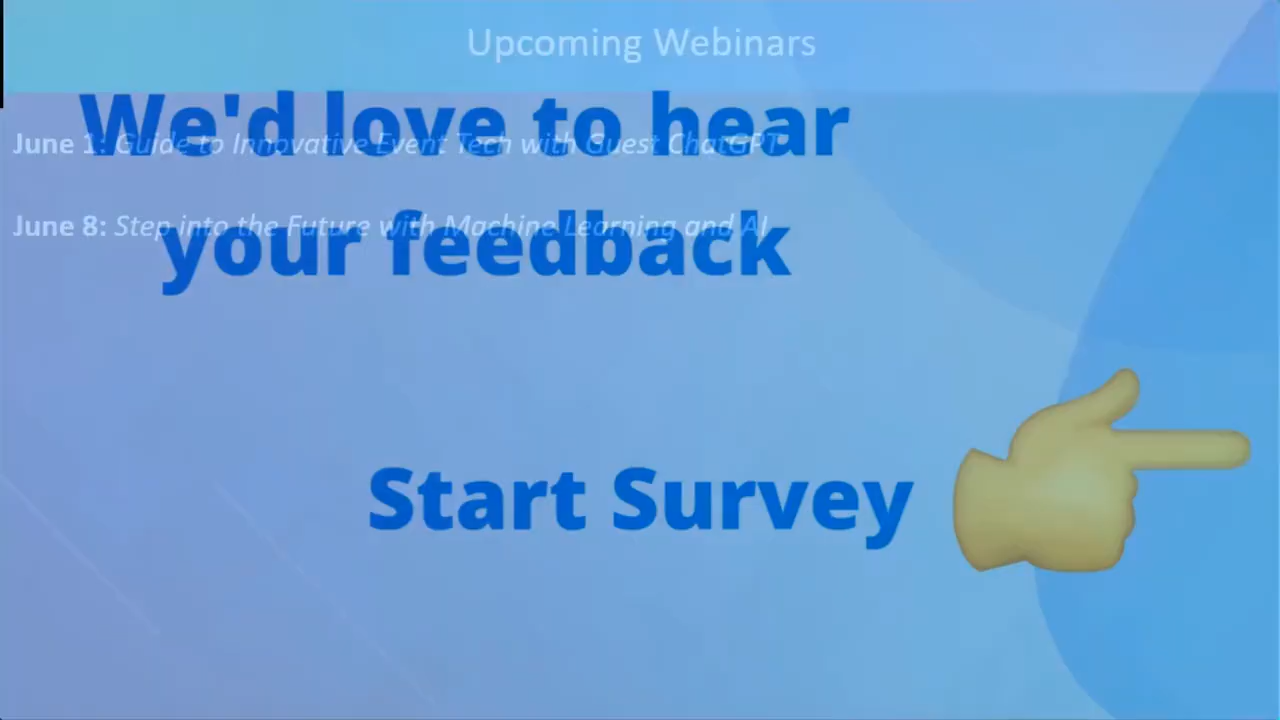 Upcoming Webinars
We'd love to hear
June 1: Guide to Innovative Event Tech with Guest ChatGPT
June 8: Step into the Future with Machine Learning and AI
your feedback
Start Survey